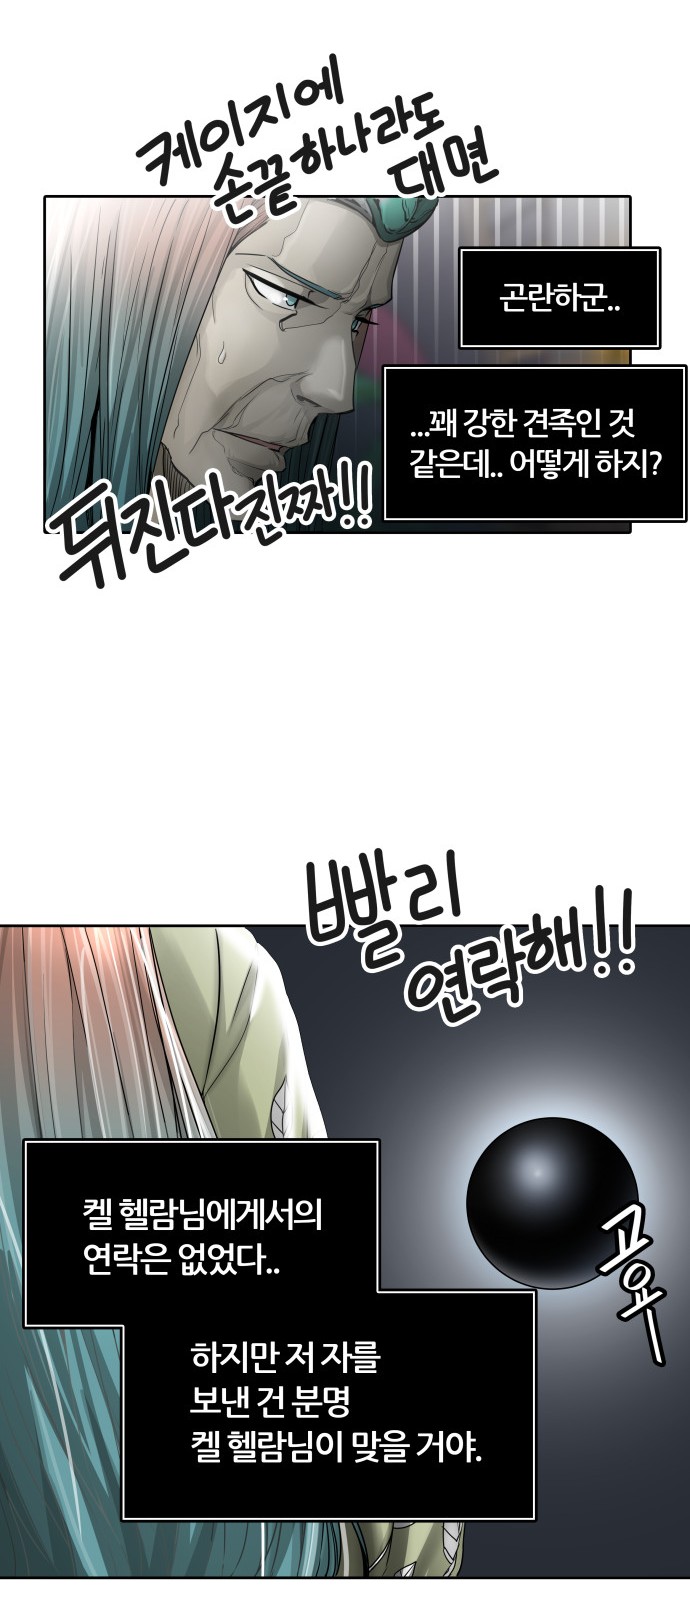 케이지에
손끝 하나라도
대면
곤란하군..
...꽤 강한 견족인 것
같은데.. 어떻게 하지?
뒤진다 진짜!!
빨리
연락해!!
켈 헬람님에게서의
연락은 없었다..
고요ㅡ
하지만 저 자를
보낸 건 분명
켈 헬람님이 맞을 거야.